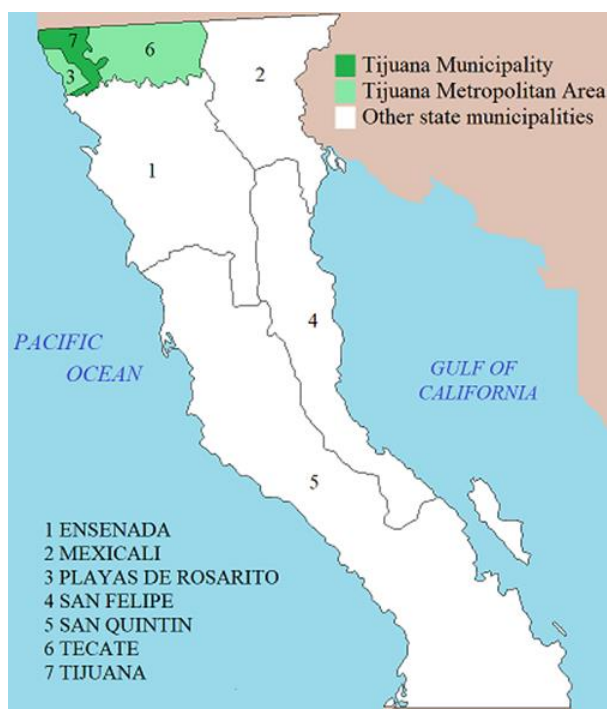 7
6
3
2
Tijuana Municipality
Tijuana Metropolitan Area
Other state municipalities
1
4
PACIFIC
OCEAN
GULF OF
CALIFORNIA
5
1 ENSENADA
2 MEXICALI
3 PLAYAS DE ROSARITO
4 SAN FELIPE
5 SAN QUINTIN
6 TECATE
7 TIJUANA